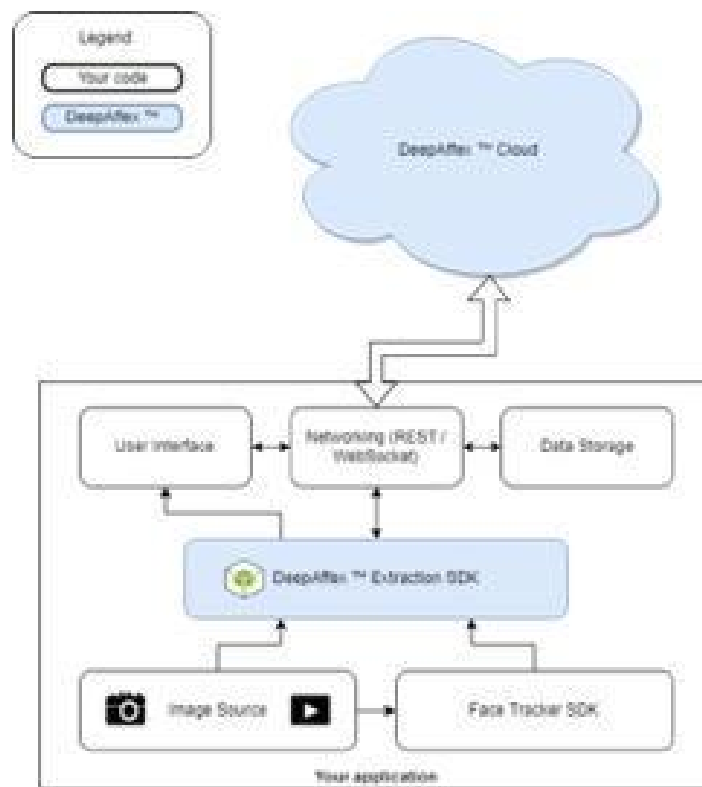 Legend
Your code
DeepAffex ™
DeepAffex ™ Cloud
User Interface
Networking (REST /
WebSocket)
Data Storage
DeepAffex ™ Extraction SDK
Image Source
Face Tracker SDK
Your application